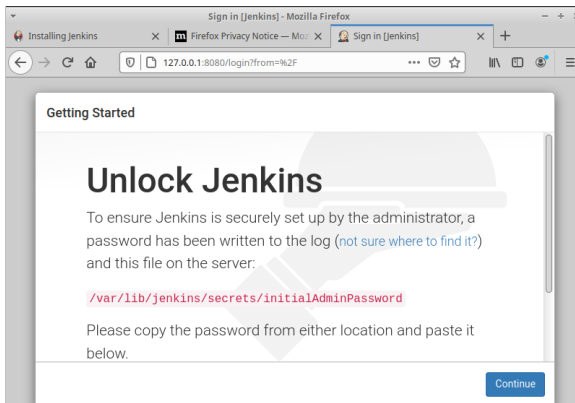 Sign in [Jenkins] - Mozilla Firefox
Installing Jenkins
Firefox Privacy Notice — Moz
Sign in [Jenkins]
127.0.0.1:8080/login?from=%2F
Getting Started
Unlock Jenkins
To ensure Jenkins is securely set up by the administrator, a
password has been written to the log (not sure where to find it?)
and this file on the server:
/var/lib/jenkins/secrets/initialAdminPassword
Please copy the password from either location and paste it
below.
Continue